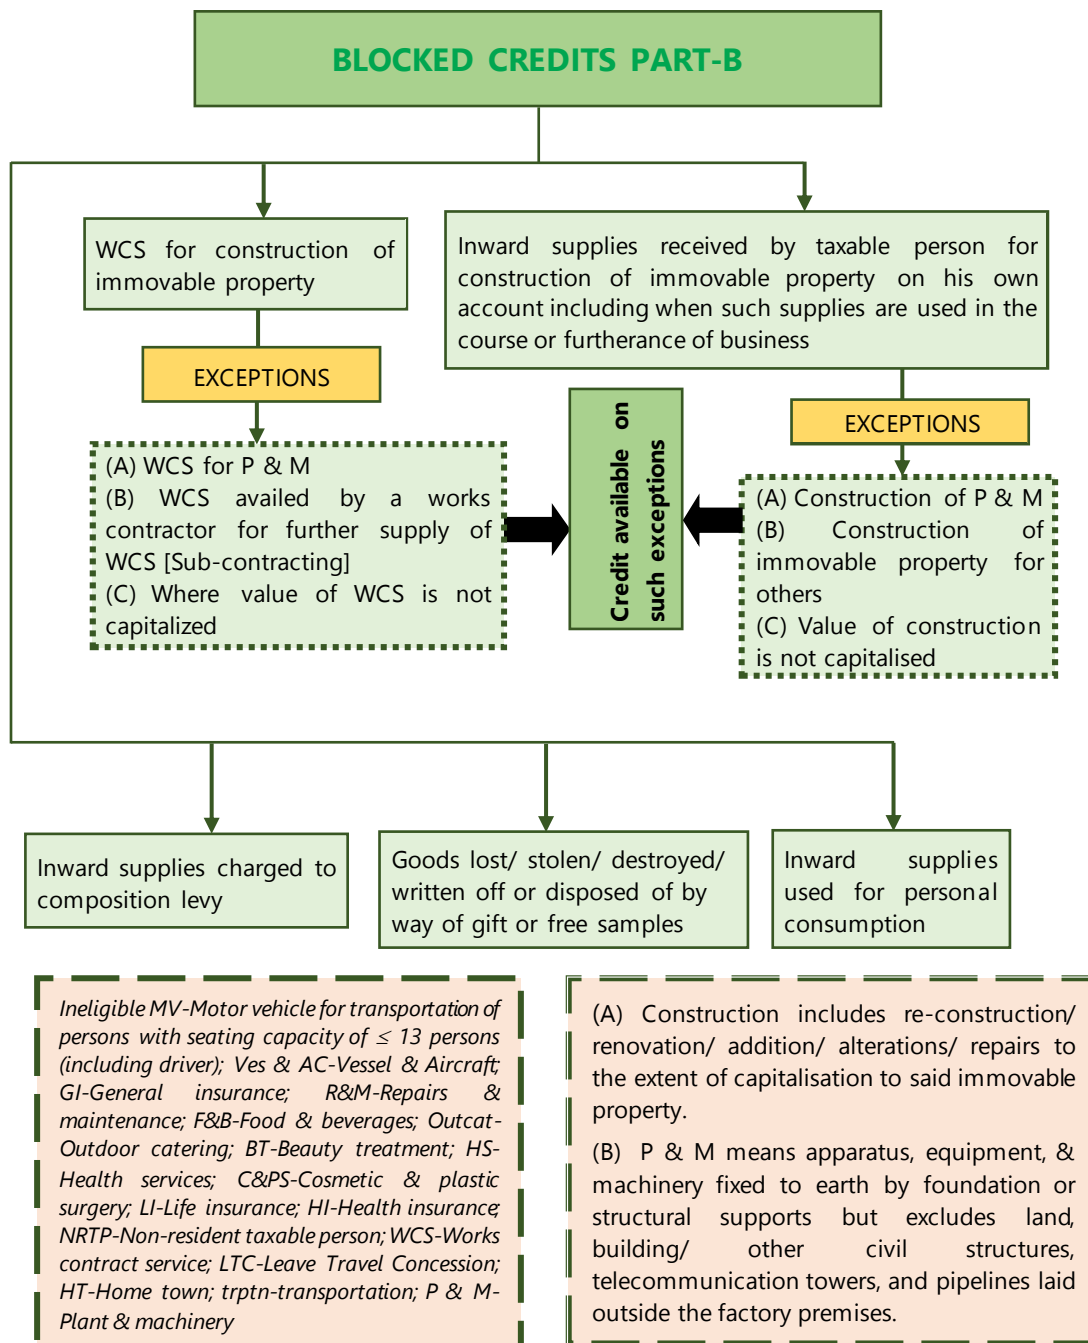 BLOCKED CREDITS PART-B
WCS for construction of
immovable property
Inward supplies received by taxable person for
construction of immovable property on his own
account including when such supplies are used in the
course or furtherance of business
EXCEPTIONS
EXCEPTIONS
(A) WCS for P & M
(B) WCS availed by a works
contractor for further supply of
WCS [Sub-contracting]
(C) Where value of WCS is not
capitalized
Credit available on
such exceptions
(A) Construction of P & M
(B) Construction of
immovable property for
others
(C) Value of construction
is not capitalised
Inward supplies charged to
composition levy
Goods lost/ stolen/ destroyed/
written off or disposed of by
way of gift or free samples
Inward supplies
used for personal
consumption
Ineligible MV-Motor vehicle for transportation of
persons with seating capacity of ≤ 13 persons
(including driver); Ves & AC-Vessel & Aircraft;
GI-General insurance; R&M-Repairs &
maintenance; F&B-Food & beverages; Outcat-
Outdoor catering; BT-Beauty treatment; HS-
Health services; C&PS-Cosmetic & plastic
surgery; LI-Life insurance; HI-Health insurance;
NRTP-Non-resident taxable person; WCS-Works
contract service; LTC-Leave Travel Concession;
HT-Home town; trptn-transportation; P & M-
Plant & machinery
(A) Construction includes re-construction/
renovation/ addition/ alterations/ repairs to
the extent of capitalisation to said immovable
property.
(B) P & M means apparatus, equipment, &
machinery fixed to earth by foundation or
structural supports but excludes land,
building/ other civil structures,
telecommunication towers, and pipelines laid
outside the factory premises.